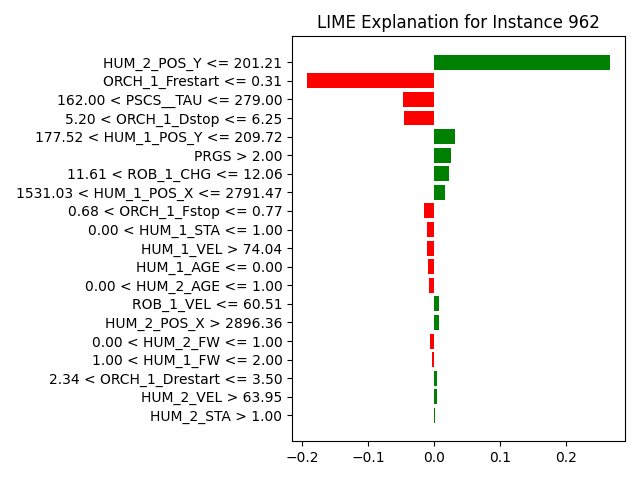 LIME Explanation for Instance 962
HUM_2_POS_Y <= 201.21
ORCH_1_Frestart <= 0.31
162.00 < PSCS__TAU <= 279.00
5.20 < ORCH_1_Dstop <= 6.25
177.52 < HUM_1_POS_Y <= 209.72
PRGS > 2.00
11.61 < ROB_1_CHG <= 12.06
1531.03 < HUM_1_POS_X <= 2791.47
0.68 < ORCH_1_Fstop <= 0.77
0.00 < HUM_1_STA <= 1.00
HUM_1_VEL > 74.04
HUM_1_AGE <= 0.00
0.00 < HUM_2_AGE <= 1.00
ROB_1_VEL <= 60.51
HUM_2_POS_X > 2896.36
0.00 < HUM_2_FW <= 1.00
1.00 < HUM_1_FW <= 2.00
2.34 < ORCH_1_Drestart <= 3.50
HUM_2_VEL > 63.95
HUM_2_STA > 1.00
−0.2 −0.1 0.0 0.1 0.2